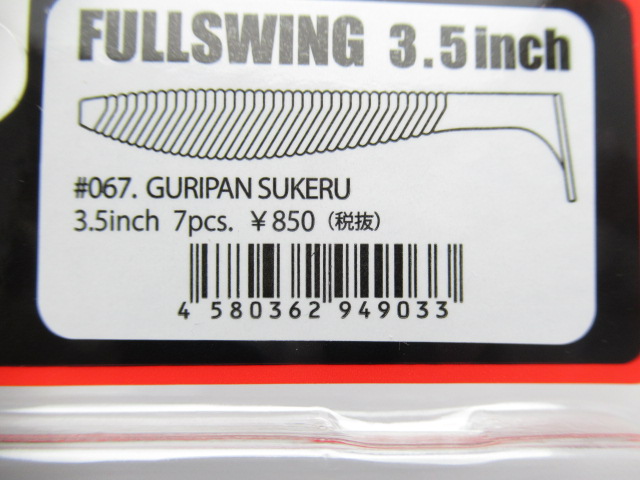 FULLSWING 3.5inch
#067. GURIPAN SUKERU
3.5inch 7pcs. ¥850（税抜）
4 580362 949033